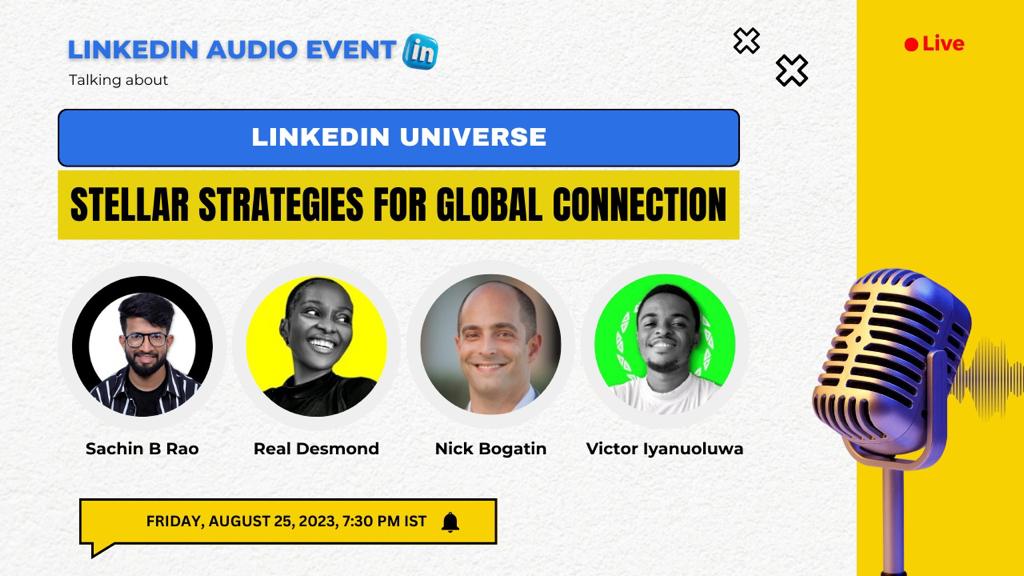 LINKEDIN AUDIO EVENT in
Talking about
Live
LINKEDIN UNIVERSE
STELLAR STRATEGIES FOR GLOBAL CONNECTION
Sachin B Rao
Real Desmond
Nick Bogatin
Victor Iyanuoluwa
FRIDAY, AUGUST 25, 2023, 7:30 PM IST